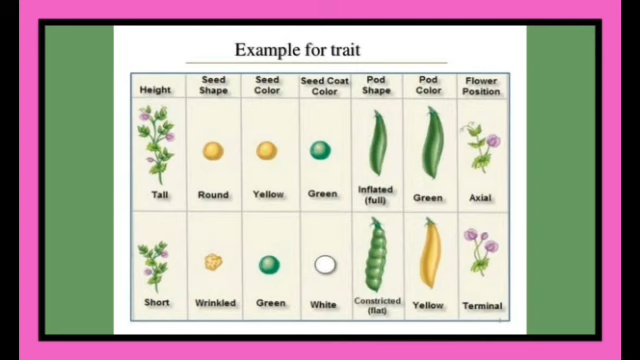 Example for trait
Height Seed Shape Seed Color Seed Coat Color Pod Shape Pod Color Flower Position
Tall Round Yellow Green Inflated (full) Green Axial
Short Wrinkled Green White Constricted (flat) Yellow Terminal